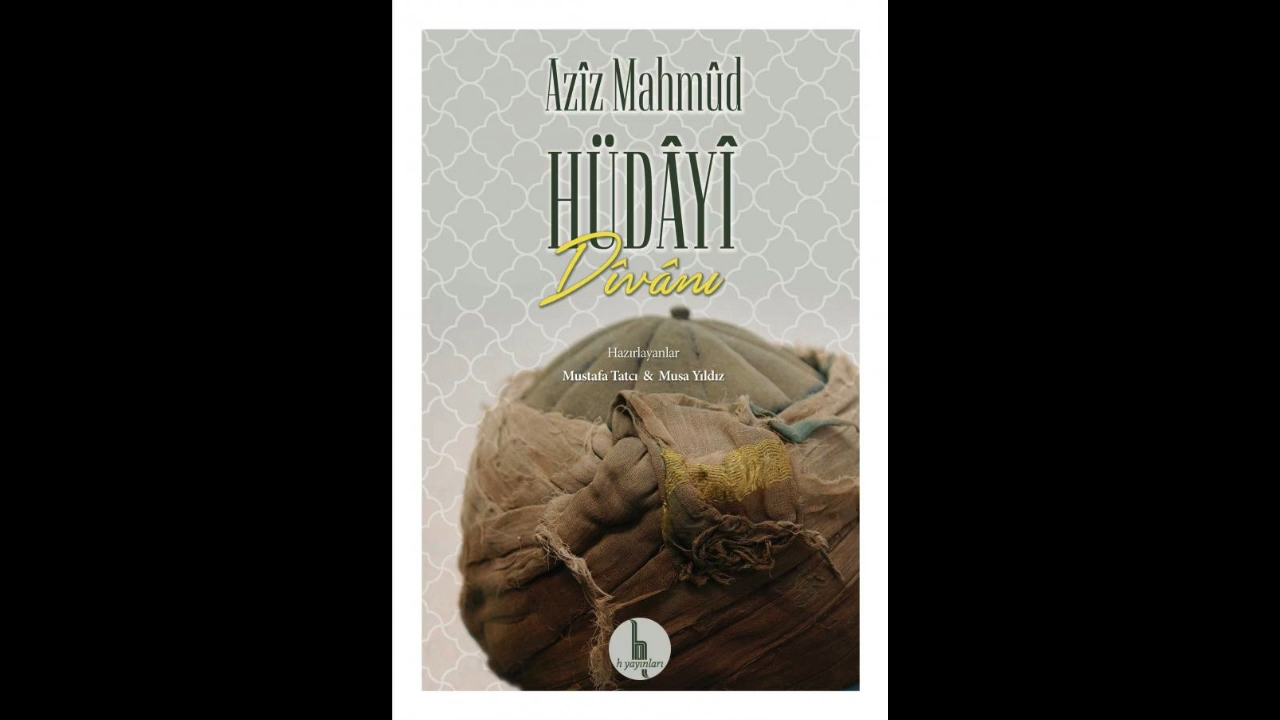 Azîz Mahmûd
HÜDÂYÎ
Dîvânı
Hazırlayanlar
Mustafa Tatcı & Musa Yıldız
h yayınları